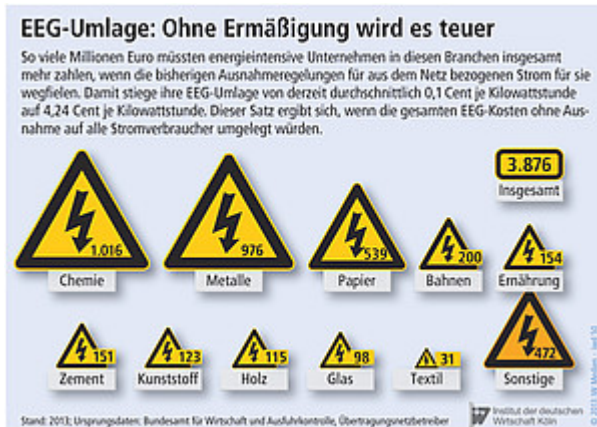 EEG-Umlage: Ohne Ermäßigung wird es teuer
So viele Millionen Euro müssten energieintensive Unternehmen in diesen Branchen insgesamt
mehr zahlen, wenn die bisherigen Ausnahmeregelungen für aus dem Netz bezogenen Strom für sie
wegfielen. Damit stiege ihre EEG-Umlage von derzeit durchschnittlich 0,1 Cent je Kilowattstunde
auf 4,24 Cent je Kilowattstunde. Dieser Satz ergibt sich, wenn die gesamten EEG-Kosten ohne Aus-
nahme auf alle Stromverbraucher umgelegt würden.
3.876
Insgesamt
1.016
Chemie
976
Metalle
539
Papier
200
Bahnen
154
Ernährung
151
Zement
123
Kunststoff
115
Holz
98
Glas
31
Textil
472
Sonstige
Stand: 2013; Ursprungsdaten: Bundesamt für Wirtschaft und Ausfuhrkontrolle, Übertragungsnetzbetreiber
Institut der deutschen
Wirtschaft Köln
© 2013 IW Medien · iwd 50